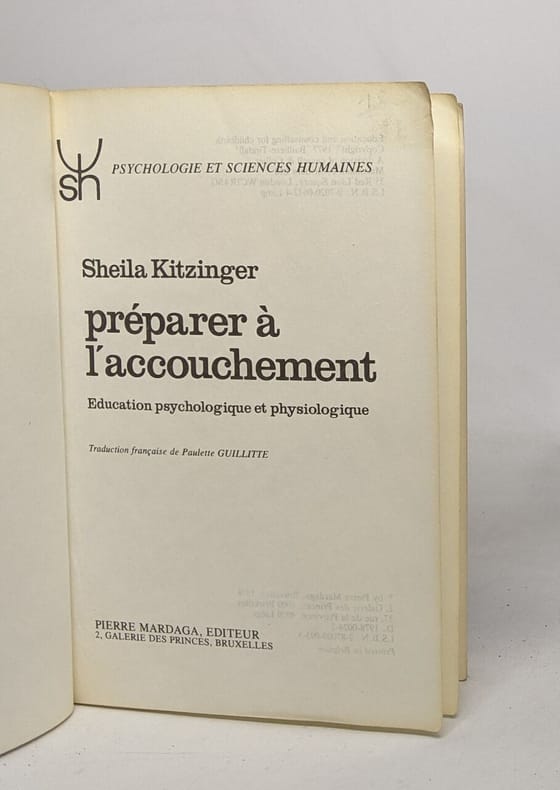 sh
PSYCHOLOGIE ET SCIENCES HUMAINES
Sheila Kitzinger
préparer à
l'accouchement
Education psychologique et physiologique
Traduction française de Paulette GUILLITTE
PIERRE MARDAGA, EDITEUR
2, GALERIE DES PRINCES, BRUXELLES